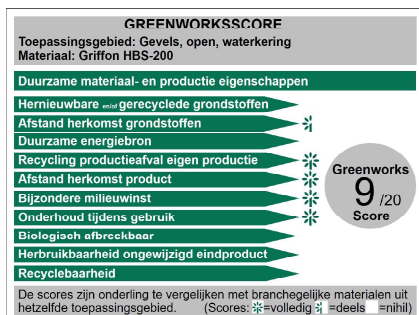 GREENWORKSSCORE
Toepassingsgebied: Gevels, open, waterkering
Materiaal: Griffon HBS-200
Duurzame materiaal- en productie eigenschappen
Hernieuwbare en/of gerecyclede grondstoffen
Afstand herkomst grondstoffen
Duurzame energiebron
Recycling productieafval eigen productie
Afstand herkomst product
Bijzondere milieuwinst
Onderhoud tijdens gebruik
Biologisch afbreekbaar
Herbruikbaarheid ongewijzigd eindproduct
Recyclebaarheid
Greenworks
9 /20
Score
De scores zijn onderling te vergelijken met branchegelijke materialen uit
hetzelfde toepassingsgebied. (Scores: =volledig =deels =nihil)